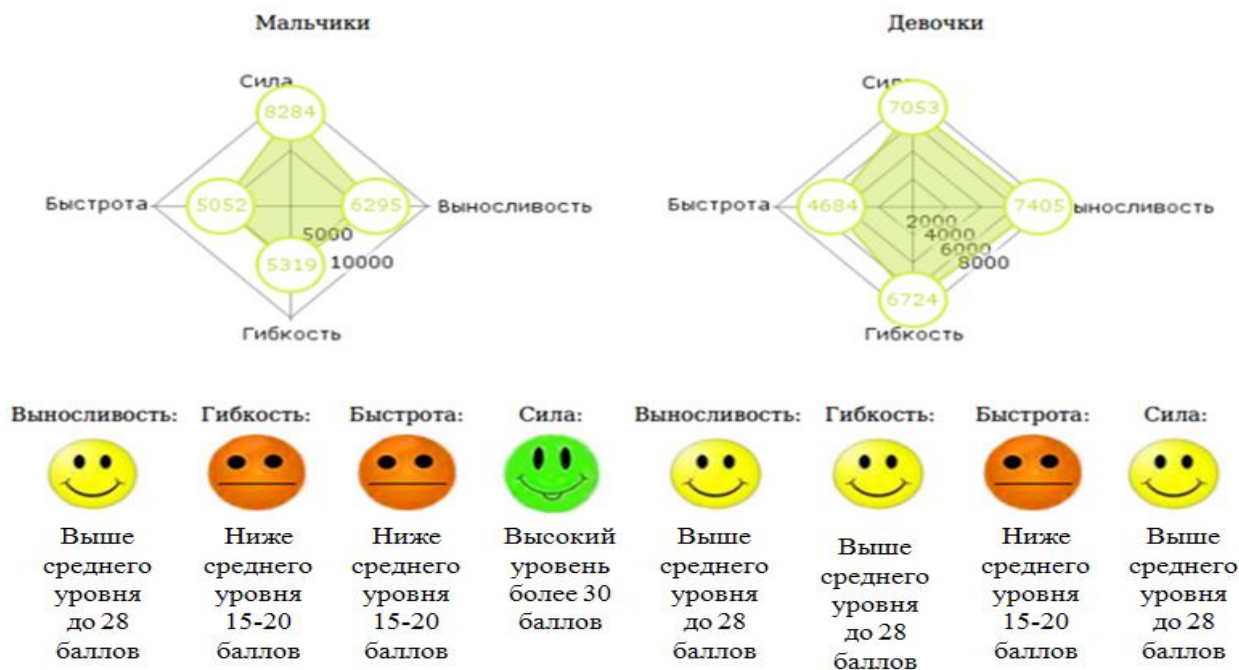 Мальчики
Сила
8284
Быстрота
5052
6295
Выносливость
5000
10000
5319
Гибкость
Девочки
7053
Быстрота
4684
7405
2000
4000
6000
8000
6724
Гибкость
Выносливость: Гибкость: Быстрота: Сила: Выносливость: Гибкость: Быстрота: Сила:
Выше
среднего
уровня
до 28
баллов
Ниже
среднего
уровня
15-20
баллов
Ниже
среднего
уровня
15-20
баллов
Высокий
уровень
более 30
баллов
Выше
среднего
уровня
до 28
баллов
Выше
среднего
уровня
до 28
баллов
Ниже
среднего
уровня
15-20
баллов
Выше
среднего
уровня
до 28
баллов